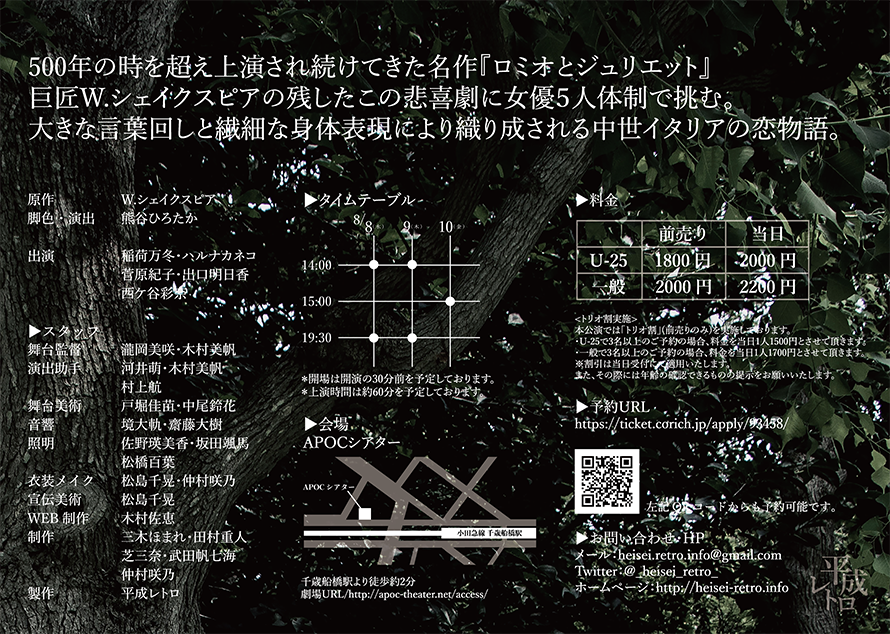 500年の時を超え上演され続けてきた名作『ロミオとジュリエット』
巨匠W.シェイクスピアの残したこの悲喜劇に女優5人体制で挑む。
大きな言葉回しと繊細な身体表現により織り成される中世イタリアの恋物語。
原作 W.シェイクスピア
脚色・演出 熊谷ひろたか
出演 稲荷万冬・ハルナカネコ
菅原紀子・出口明日香
西ケ谷彩奈
▶スタッフ
舞台監督 瀧岡美咲・木村美帆
演出助手 河井萌・木村美帆
村上航
舞台美術 戸堀佳苗・中尾鈴花
音響 境大軌・齋藤大樹
照明 佐野瑛美香・坂田颯馬
松橋百葉
衣装メイク 松島千晃・仲村咲乃
宣伝美術 松島千晃
WEB制作 木村佐恵
制作 三木ほまれ・田村重人
芝三奈・武田帆七海
仲村咲乃
製作 平成レトロ
▶タイムテーブル
8/
8 9 10
14:00
15:00
19:30
*開場は開演の30分前を予定しております。
*上演時間は約60分を予定しております。
▶会場
APOCシアター
APOC シアター
小田急線 千歳船橋駅
千歳船橋駅より徒歩約2分
劇場URL/http://apoc-theater.net/access/
▶料金
前売り 当日
U-25 1800 円 2000 円
一般 2000 円 2200 円
<トリオ割実施>
本公演では「トリオ割」(前売りのみ)を実施しております。
・U-25で3名以上のご予約の場合、料金を当日1人1500円とさせて頂きます。
・一般で3名以上のご予約の場合、料金を当日1人1700円とさせて頂きます。
※割引は当日受付にて適用いたします。
また、その際には年齢の確認できるものの提示をお願いいたします。
▶予約URL
https://ticket.corich.jp/apply/93458/
左記QRコードからも予約可能です。
▶お問い合わせ・HP
メール:heisei.retro.info@gmail.com
Twitter:@_heisej_retro_
ホームページ:http://heisei-retro.info
平成
レトロ